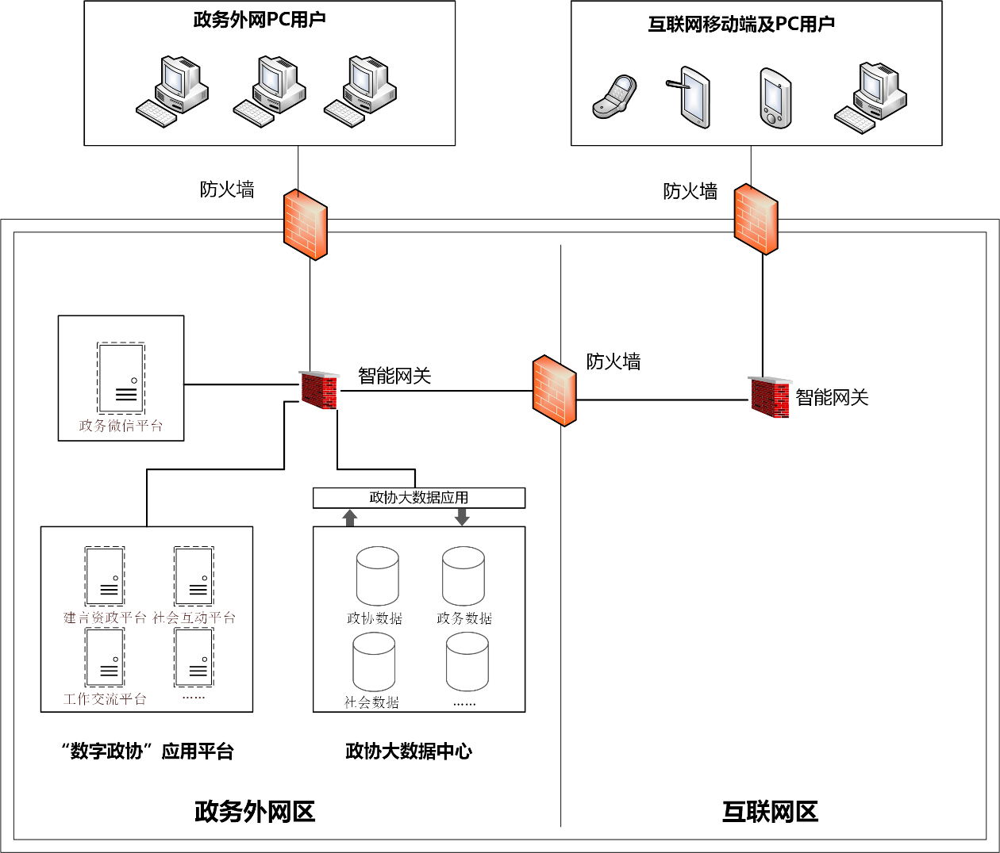 政务外网PC用户
互联网移动端及PC用户
防火墙
防火墙
智能网关
防火墙
智能网关
政务微信平台
政协大数据应用
建言资政平台
社会互动平台
工作交流平台
……
政协数据
政务数据
社会数据
……
“数字政协”应用平台
政协大数据中心
政务外网区
互联网区